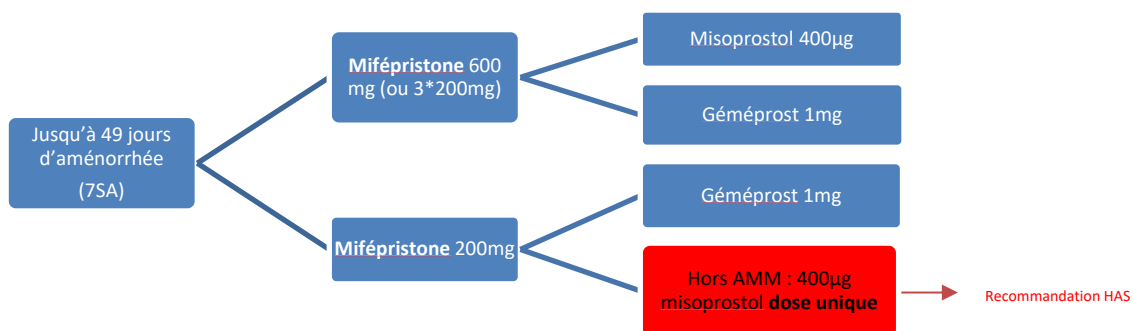 Jusqu’à 49 jours
d’aménorrhée
(7SA)
Mifépristone 600
mg (ou 3*200mg)
Misoprostol 400µg
Géméprost 1mg
Mifépristone 200mg
Géméprost 1mg
Hors AMM : 400µg
misoprostol dose unique
Recommandation HAS